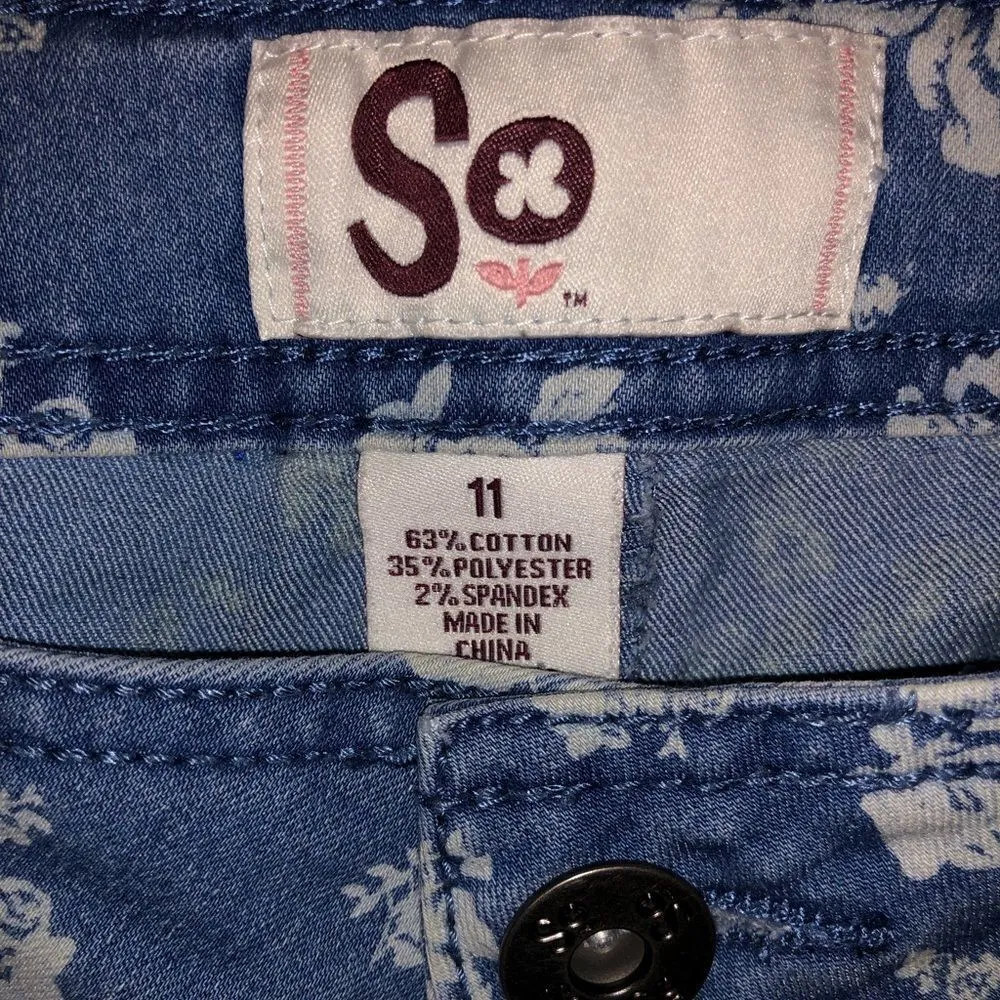 So
TM
11
63% COTTON
35% POLYESTER
2% SPANDEX
MADE IN
CHINA